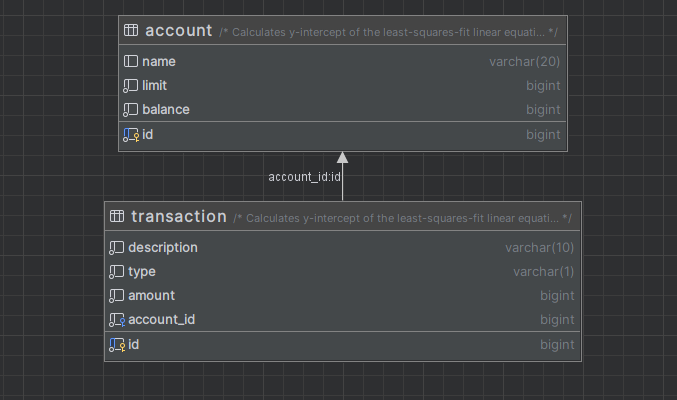 account /* Calculates y-intercept of the least-squares-fit linear equati... */
name varchar(20)
limit bigint
balance bigint
id bigint
account_id:id
transaction /* Calculates y-intercept of the least-squares-fit linear equati... */
description varchar(10)
type varchar(1)
amount bigint
account_id bigint
id bigint